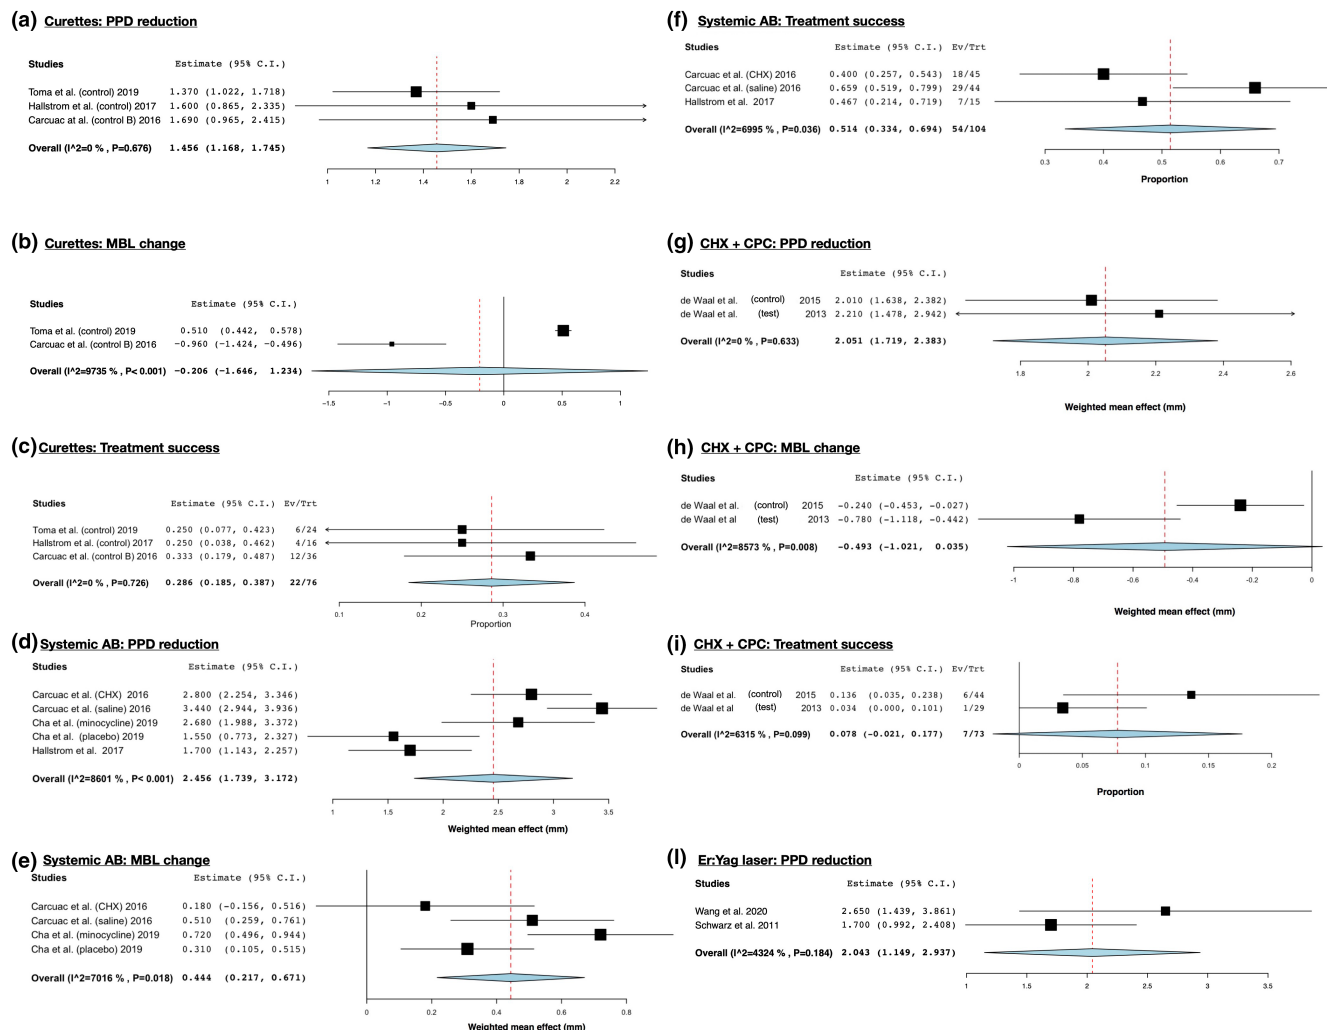 (a) Curettes: PPD reduction
Studies Estimate (95% C.I.)
Toma et al. (control) 2019 1.370 (1.022, 1.718)
Hallstrom et al. (control) 2017 1.600 (0.865, 2.335)
Carcuac at al. (control B) 2016 1.690 (0.965, 2.415)
Overall (I^2=0 % , P=0.676) 1.456 (1.168, 1.745)
1 1.2 1.4 1.6 1.8 2 2.2
(b) Curettes: MBL change
Studies Estimate (95% C.I.)
Toma et al. (control) 2019 0.510 (0.442, 0.578)
Carcuac et al. (control B) 2016 -0.960 (-1.424, -0.496)
Overall (I^2=9735 % , P< 0.001) -0.206 (-1.646, 1.234)
-1.5 -1 -0.5 0 0.5 1
(c) Curettes: Treatment success
Studies Estimate (95% C.I.) Ev/Trt
Toma et al. (control) 2019 0.250 (0.077, 0.423) 6/24
Hallstrom et al. (control) 2017 0.250 (0.038, 0.462) 4/16
Carcuac et al. (control B) 2016 0.333 (0.179, 0.487) 12/36
Overall (I^2=0 % , P=0.726) 0.286 (0.185, 0.387) 22/76
0.1 0.2 0.3 0.4
Proportion
(d) Systemic AB: PPD reduction
Studies Estimate (95% C.I.)
Carcuac et al. (CHX) 2016 2.800 (2.254, 3.346)
Carcuac et al. (saline) 2016 3.440 (2.944, 3.936)
Cha et al. (minocycline) 2019 2.680 (1.988, 3.372)
Cha et al. (placebo) 2019 1.550 (0.773, 2.327)
Hallstrom et al. 2017 1.700 (1.143, 2.257)
Overall (I^2=8601 % , P< 0.001) 2.456 (1.739, 3.172)
1 1.5 2 2.5 3 3.5
Weighted mean effect (mm)
(e) Systemic AB: MBL change
Studies Estimate (95% C.I.)
Carcuac et al. (CHX) 2016 0.180 (-0.156, 0.516)
Carcuac et al. (saline) 2016 0.510 (0.259, 0.761)
Cha et al. (minocycline) 2019 0.720 (0.496, 0.944)
Cha et al. (placebo) 2019 0.310 (0.105, 0.515)
Overall (I^2=7016 % , P=0.018) 0.444 (0.217, 0.671)
0 0.2 0.4 0.6 0.8
Weighted mean effect (mm)
(f) Systemic AB: Treatment success
Studies Estimate (95% C.I.) Ev/Trt
Carcuac et al. (CHX) 2016 0.400 (0.257, 0.543) 18/45
Carcuac et al. (saline) 2016 0.659 (0.519, 0.799) 29/44
Hallstrom et al. 2017 0.467 (0.214, 0.719) 7/15
Overall (I^2=6995 % , P=0.036) 0.514 (0.334, 0.694) 54/104
0.3 0.4 0.5 0.6 0.7
Proportion
(g) CHX + CPC: PPD reduction
Studies Estimate (95% C.I.)
de Waal et al. (control) 2015 2.010 (1.638, 2.382)
de Waal et al. (test) 2013 2.210 (1.478, 2.942)
Overall (I^2=0 % , P=0.633) 2.051 (1.719, 2.383)
1.8 2 2.2 2.4 2.6
Weighted mean effect (mm)
(h) CHX + CPC: MBL change
Studies Estimate (95% C.I.)
de Waal et al. (control) 2015 -0.240 (-0.453, -0.027)
de Waal et al (test) 2013 -0.780 (-1.118, -0.442)
Overall (I^2=8573 % , P=0.008) -0.493 (-1.021, 0.035)
-1 -0.8 -0.6 -0.4 -0.2 0
Weighted mean effect (mm)
(i) CHX + CPC: Treatment success
Studies Estimate (95% C.I.) Ev/Trt
de Waal et al. (control) 2015 0.136 (0.035, 0.238) 6/44
de Waal et al (test) 2013 0.034 (0.000, 0.101) 1/29
Overall (I^2=6315 % , P=0.099) 0.078 (-0.021, 0.177) 7/73
0 0.05 0.1 0.15 0.2
Proportion
(l) Er:Yag laser: PPD reduction
Studies Estimate (95% C.I.)
Wang et al. 2020 2.650 (1.439, 3.861)
Schwarz et al. 2011 1.700 (0.992, 2.408)
Overall (I^2=4324 % , P=0.184) 2.043 (1.149, 2.937)
1 1.5 2 2.5 3 3.5